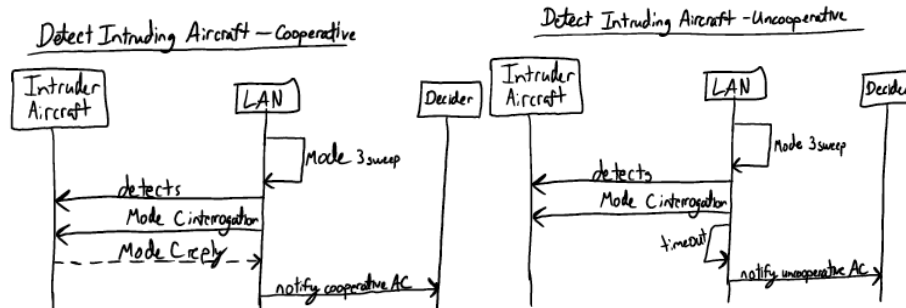 Detect Intruding Aircraft - Cooperative
Intruder
Aircraft
LAN
Decider
Mode 3 sweep
detects
Mode C interrogation
Mode C reply
notify cooperative AC
Detect Intruding Aircraft - Uncooperative
Intruder
Aircraft
LAN
Decider
Mode 3 sweep
detects
Mode C interrogation
timeout
notify uncooperative AC